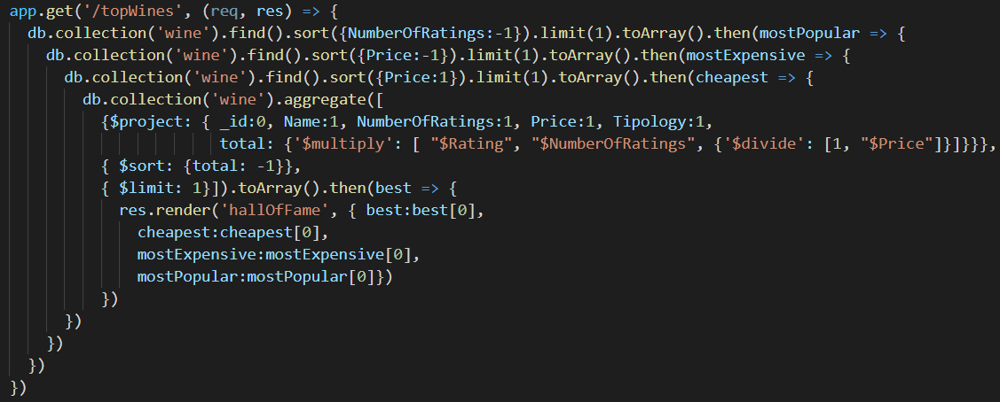 app.get('/topWines', (req, res) => {
  db.collection('wine').find().sort({NumberOfRatings:-1}).limit(1).toArray().then(mostPopular => {
    db.collection('wine').find().sort({Price:-1}).limit(1).toArray().then(mostExpensive => {
      db.collection('wine').find().sort({Price:1}).limit(1).toArray().then(cheapest => {
        db.collection('wine').aggregate([
          {$project: { _id:0, Name:1, NumberOfRatings:1, Price:1, Tipology:1,
                       total: {'$multiply': [ "$Rating", "$NumberOfRatings", {'$divide': [1, "$Price"]}]}}},
          { $sort: {total: -1}},
          { $limit: 1}]).toArray().then(best => {
            res.render('hallOfFame', { best:best[0],
              cheapest:cheapest[0],
              mostExpensive:mostExpensive[0],
              mostPopular:mostPopular[0]})
          })
      })
    })
  })
})